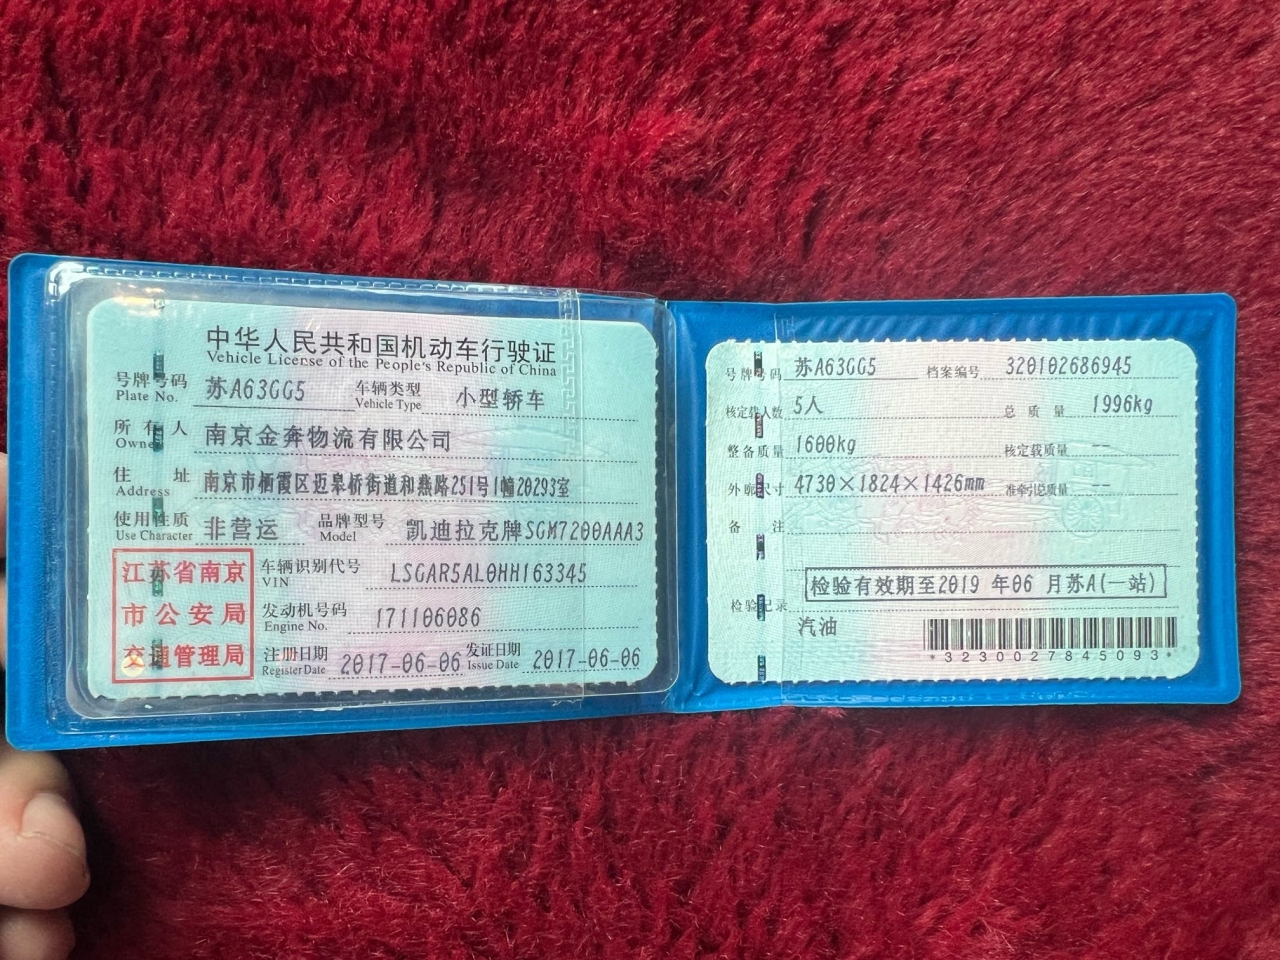 中华人民共和国机动车行驶证
Vehicle License of the People's Republic of China
号牌号码 苏A63GG5 车辆类型 小型轿车
Plate No. Vehicle Type
所有人 南京金奔物流有限公司
Owner
住址 南京市栖霞区迈皋桥街道和燕路251号1幢20293室
Address
使用性质 非营运 品牌型号 凯迪拉克牌SGM7200AAA3
Use Character Model
江苏省南京
市公安局
交通管理局
车辆识别代号 LSGAR5AL0HH163345
VIN
发动机号码 171106086
Engine No.
注册日期 2017-06-06 发证日期 2017-06-06
Register Date Issue Date
号牌号码 苏A63GG5 档案编号 320102686945
核定载人数 5人 总质量 1996kg
整备质量 1600kg 核定载质量 --
外廓尺寸 4730×1824×1426mm 准牵引总质量 --
备注
检验有效期至2019 年06 月苏A(一站)
检验记录
汽油
*3230027845093*